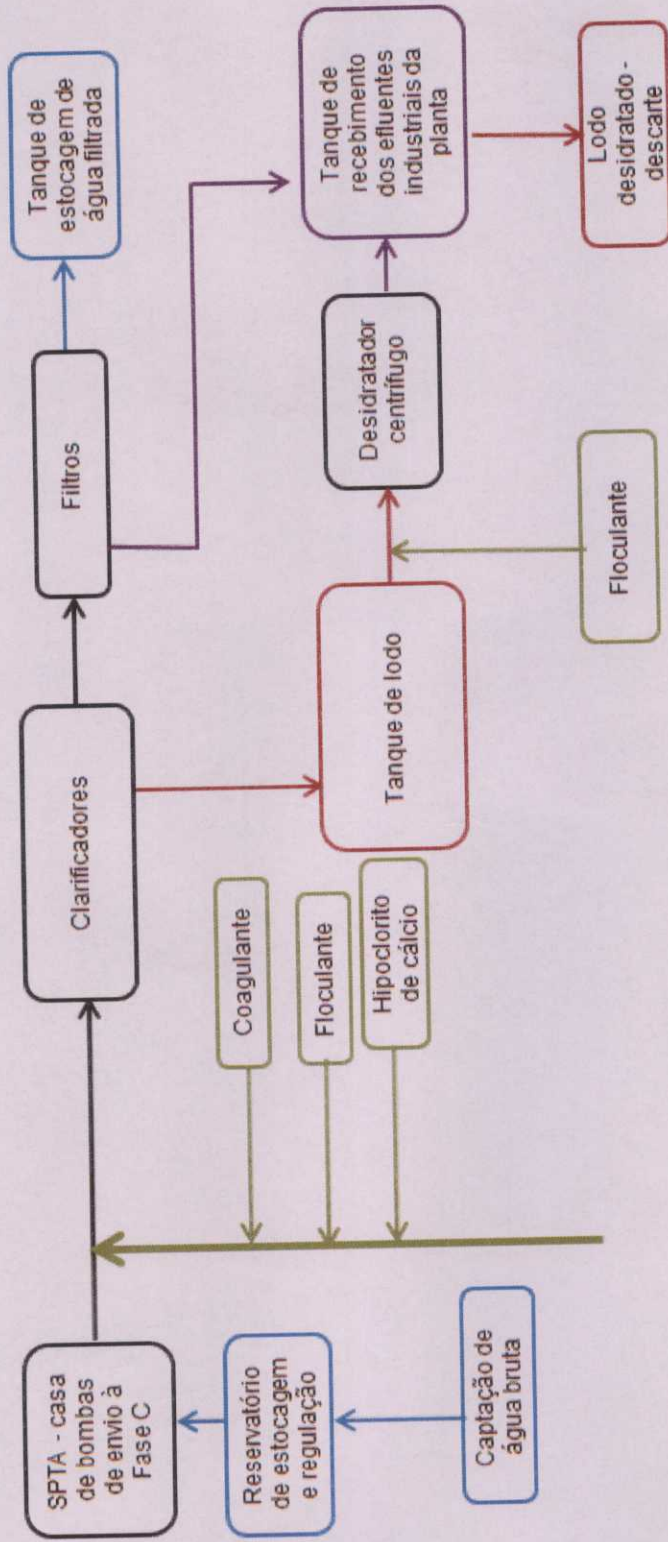 SPTA - casa
de bombas
de envio à
Fase C
Reservatório
de estocagem
e regulação
Captação de
água bruta
Clarificadores
Coagulante
Floculante
Hipoclorito
de cálcio
Filtros
Tanque de
estocagem de
água filtrada
Tanque de lodo
Desidratador
centrífugo
Floculante
Tanque de
recebimento
dos efluentes
industriais da
planta
Lodo
desidratado -
descarte